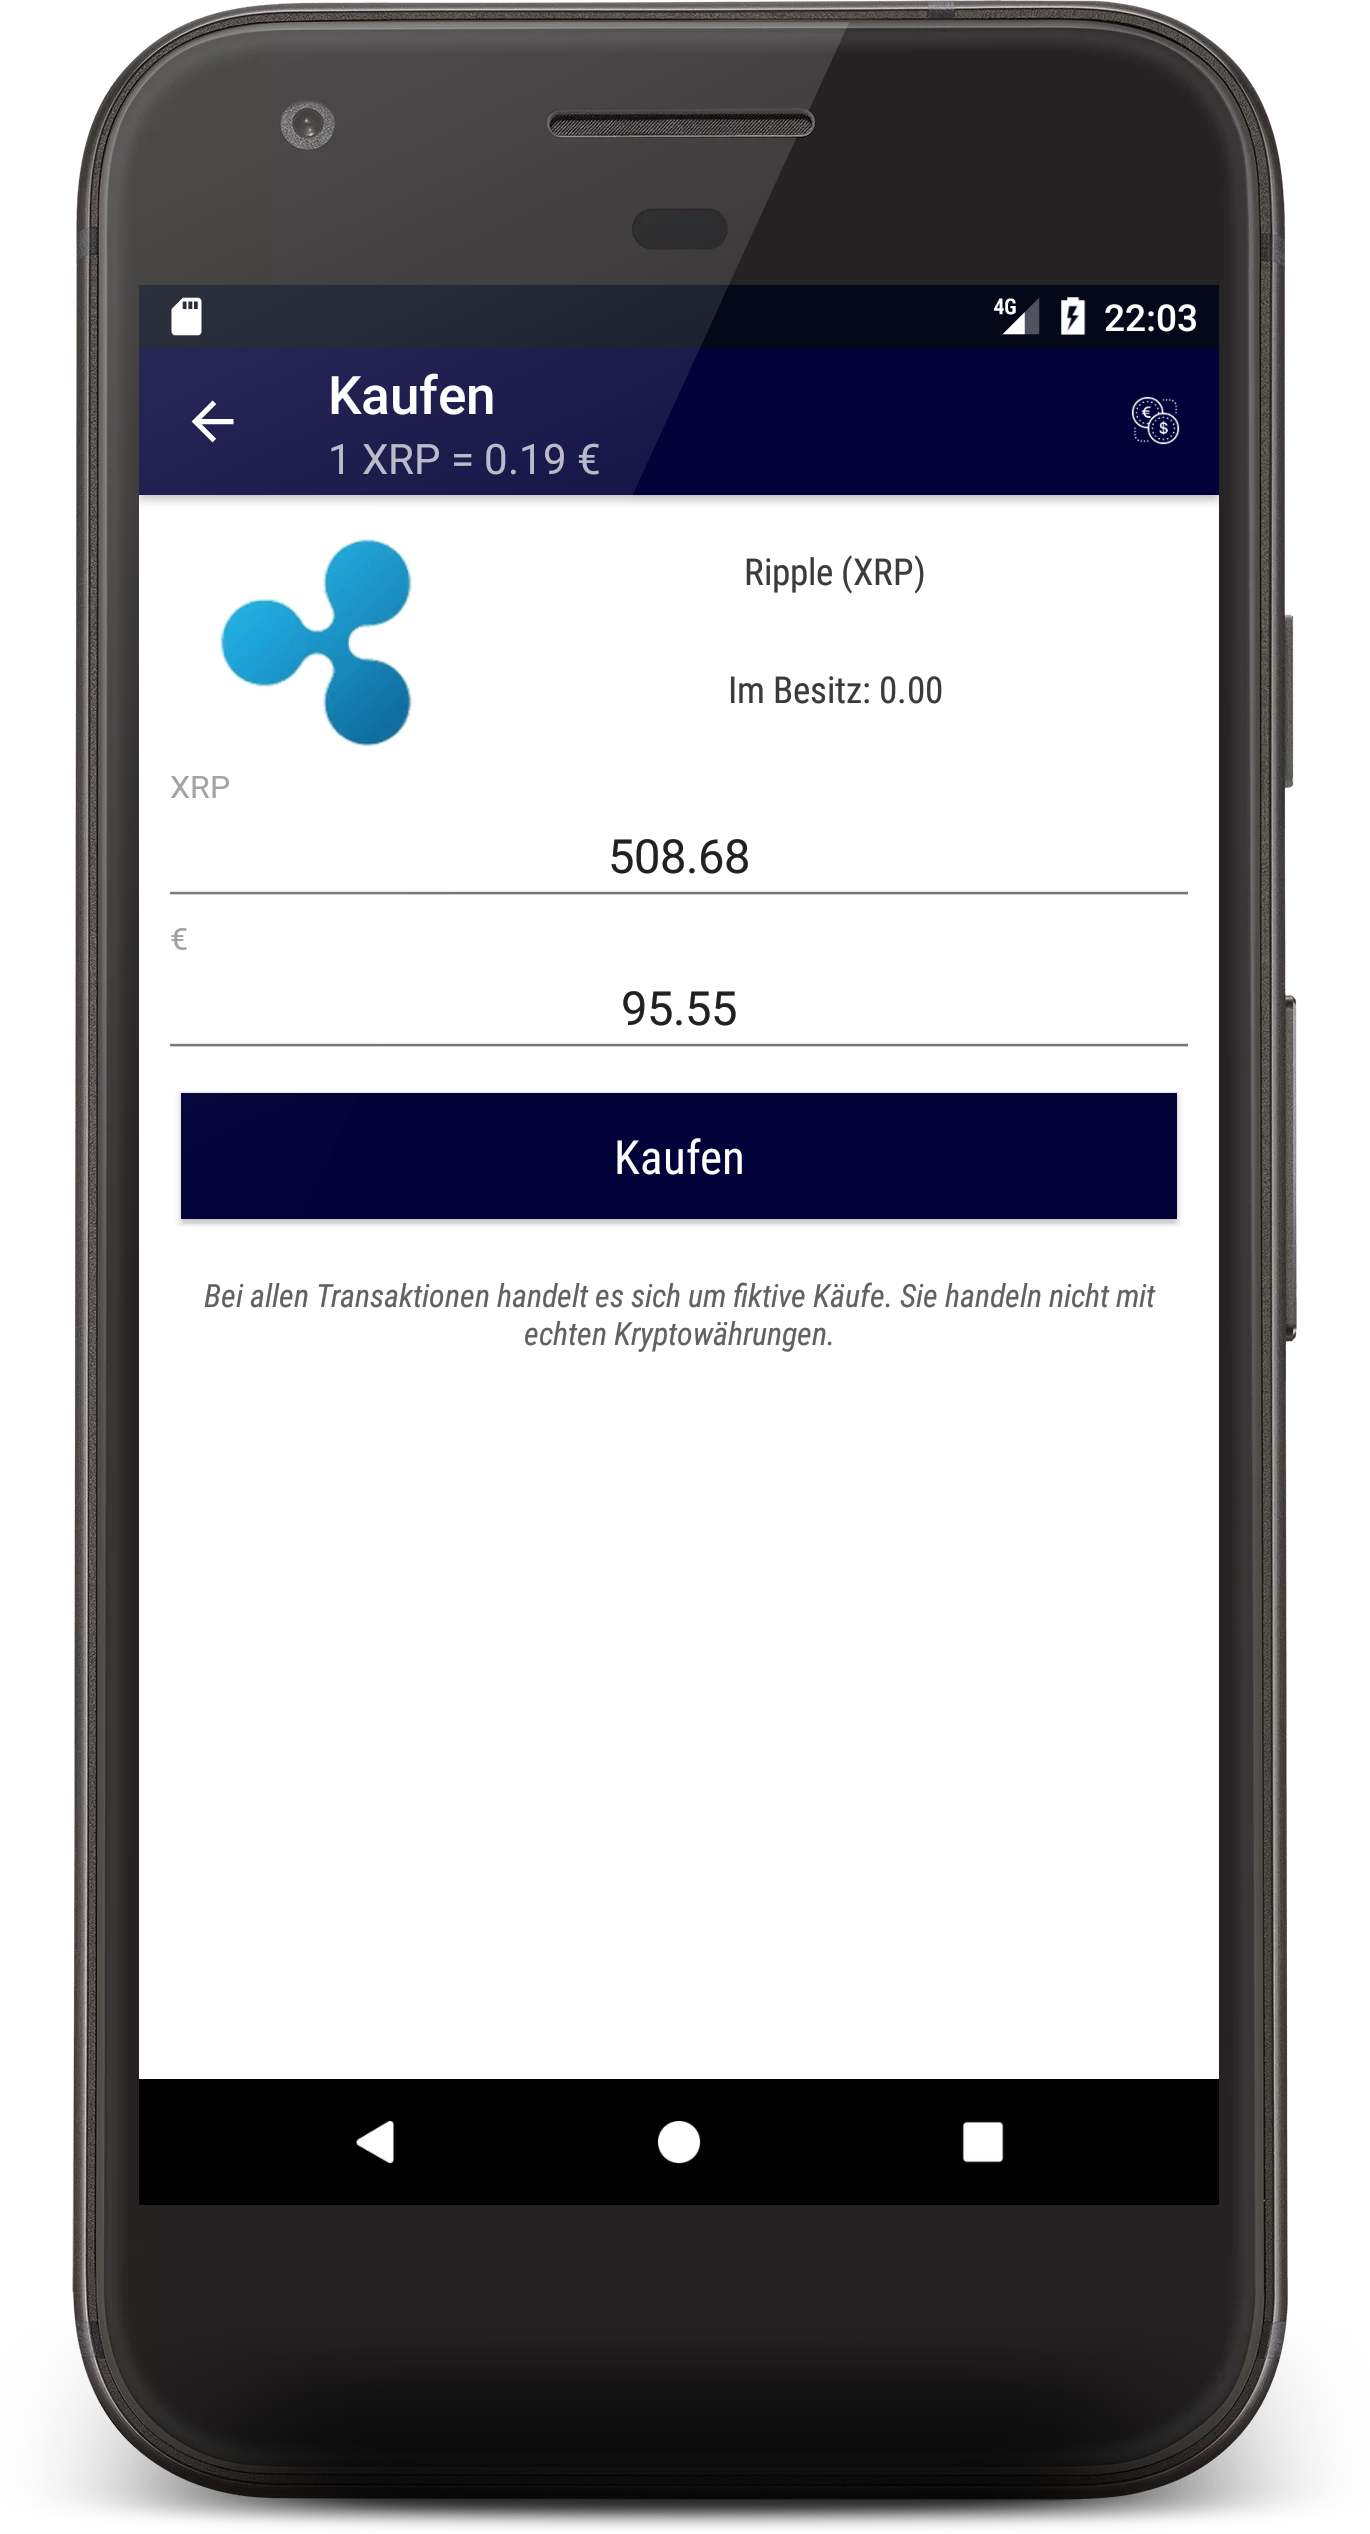 4G 22:03
Kaufen
1 XRP = 0.19 €
€ $
Ripple (XRP)
Im Besitz: 0.00
XRP
508.68
€
95.55
Kaufen
Bei allen Transaktionen handelt es sich um fiktive Käufe. Sie handeln nicht mit
echten Kryptowährungen.